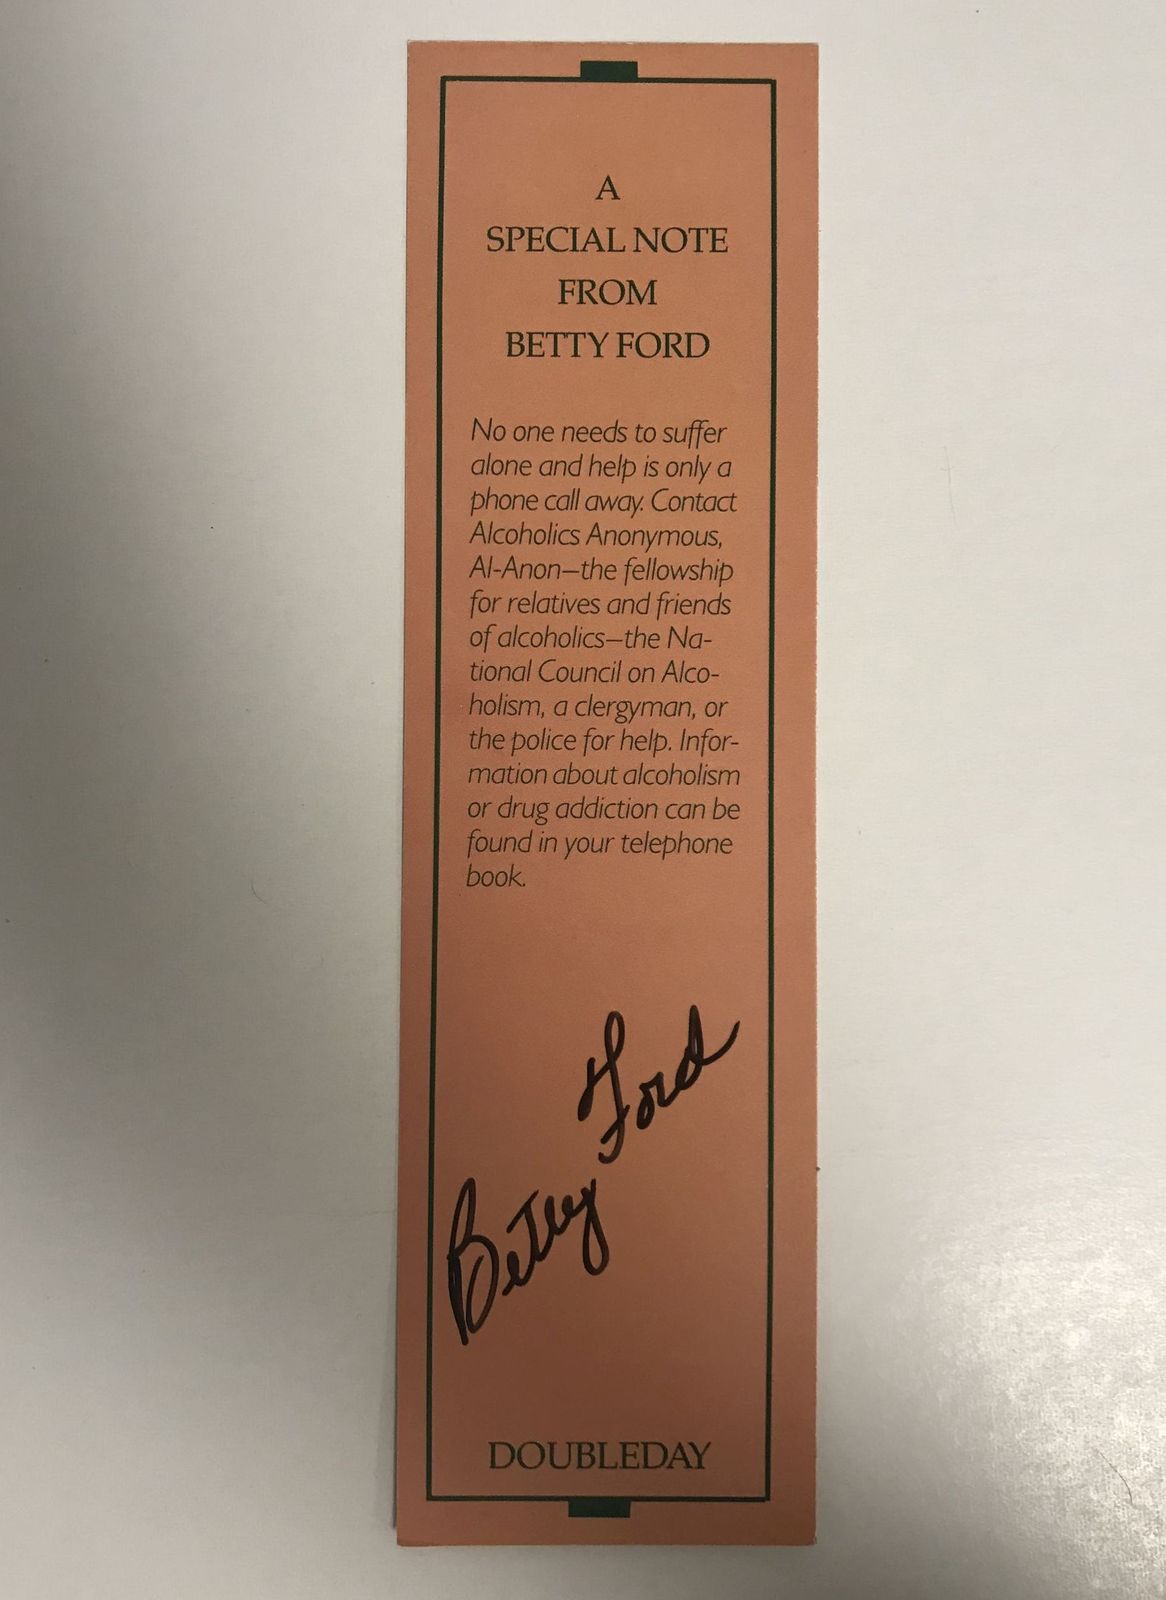 A
SPECIAL NOTE
FROM
BETTY FORD
No one needs to suffer
alone and help is only a
phone call away. Contact
Alcoholics Anonymous,
Al-Anon—the fellowship
for relatives and friends
of alcoholics—the Na-
tional Council on Alco-
holism, a clergyman, or
the police for help. Infor-
mation about alcoholism
or drug addiction can be
found in your telephone
book.
Betty Ford
DOUBLEDAY